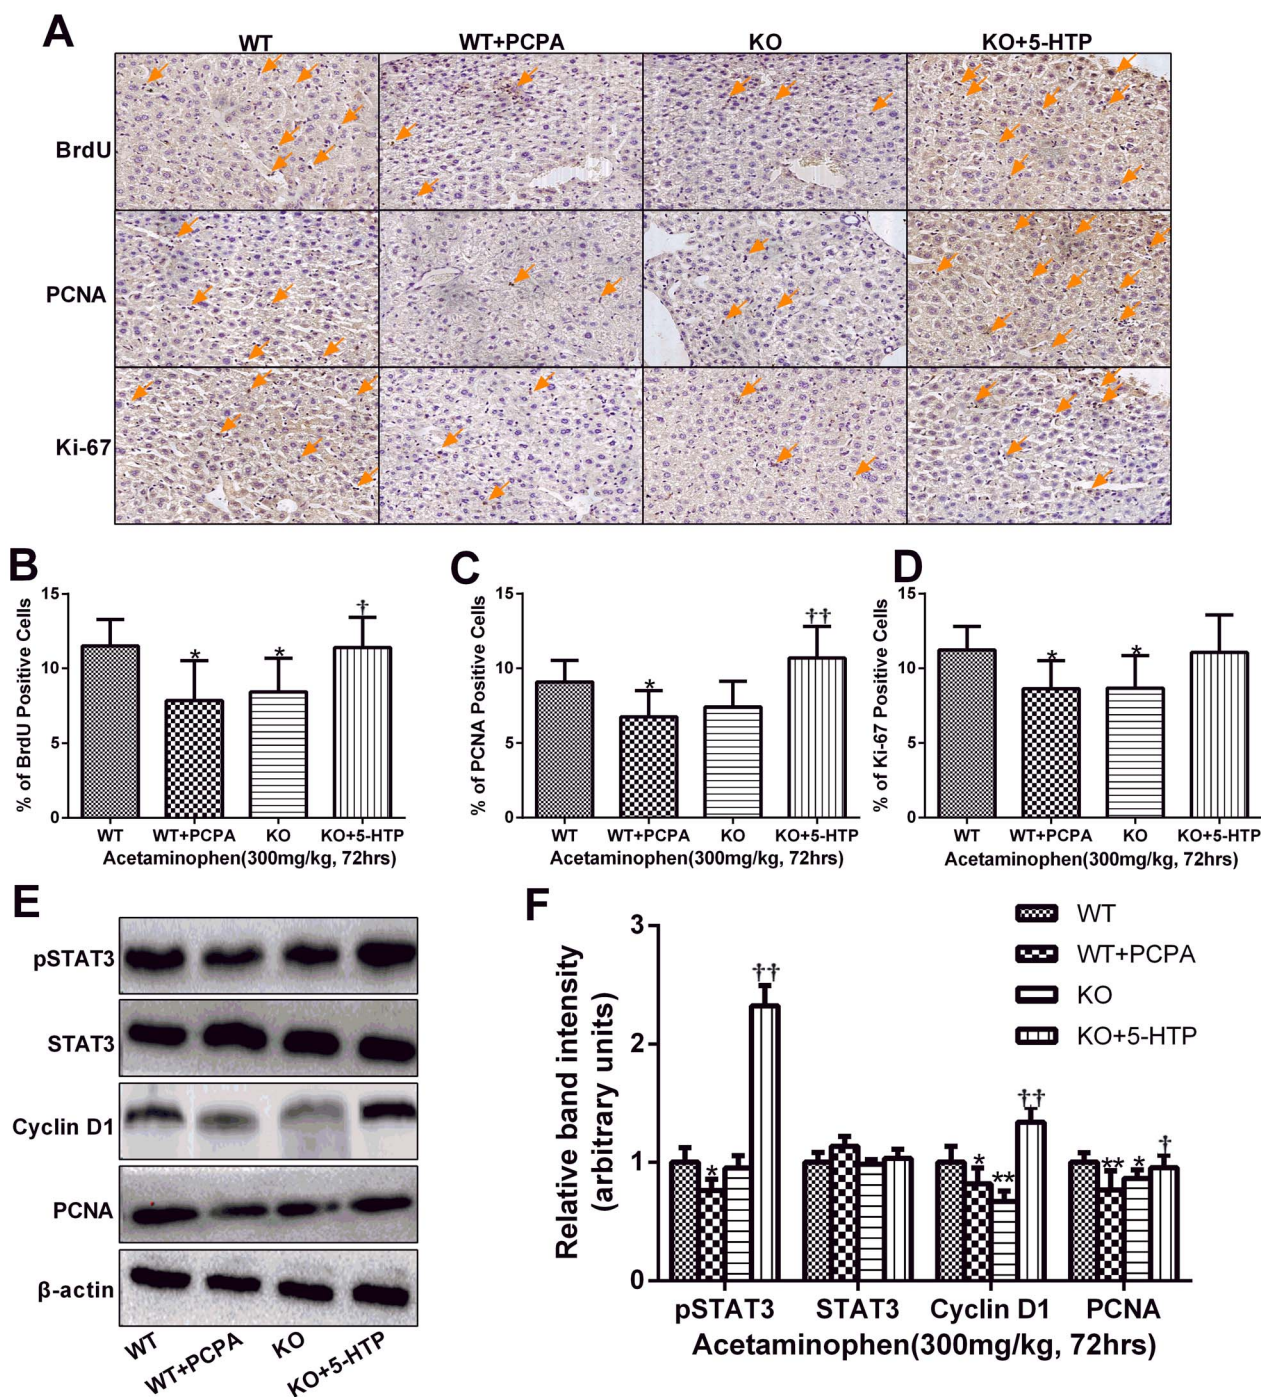 A
WT WT+PCPA KO KO+5-HTP
BrdU
PCNA
Ki-67
B
% of BrdU Positive Cells
15
10
5
0
* * †
WT WT+PCPA KO KO+5-HTP
Acetaminophen(300mg/kg, 72hrs)
C
% of PCNA Positive Cells
15
10
5
0
* ††
WT WT+PCPA KO KO+5-HTP
Acetaminophen(300mg/kg, 72hrs)
D
% of Ki-67 Positive Cells
15
10
5
0
* *
WT WT+PCPA KO KO+5-HTP
Acetaminophen(300mg/kg, 72hrs)
E
pSTAT3
STAT3
Cyclin D1
PCNA
β-actin
WT WT+PCPA KO KO+5-HTP
F
Relative band intensity
(arbitrary units)
3
2
1
0
WT
WT+PCPA
KO
KO+5-HTP
* †† * ** †† ** * †
pSTAT3 STAT3 Cyclin D1 PCNA
Acetaminophen(300mg/kg, 72hrs)